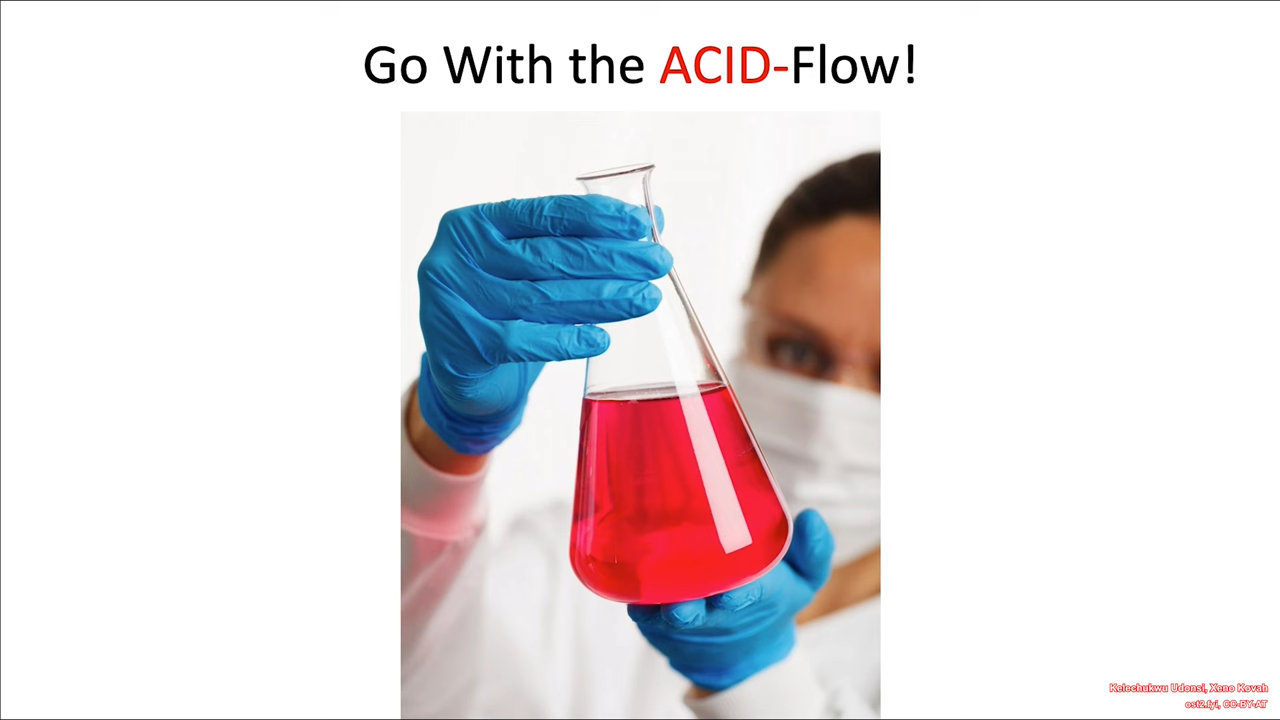 Go With the ACID-Flow!
Kelechukwu Udonsi, Xeno Kovah
ost2.fyi, CC-BY-AT